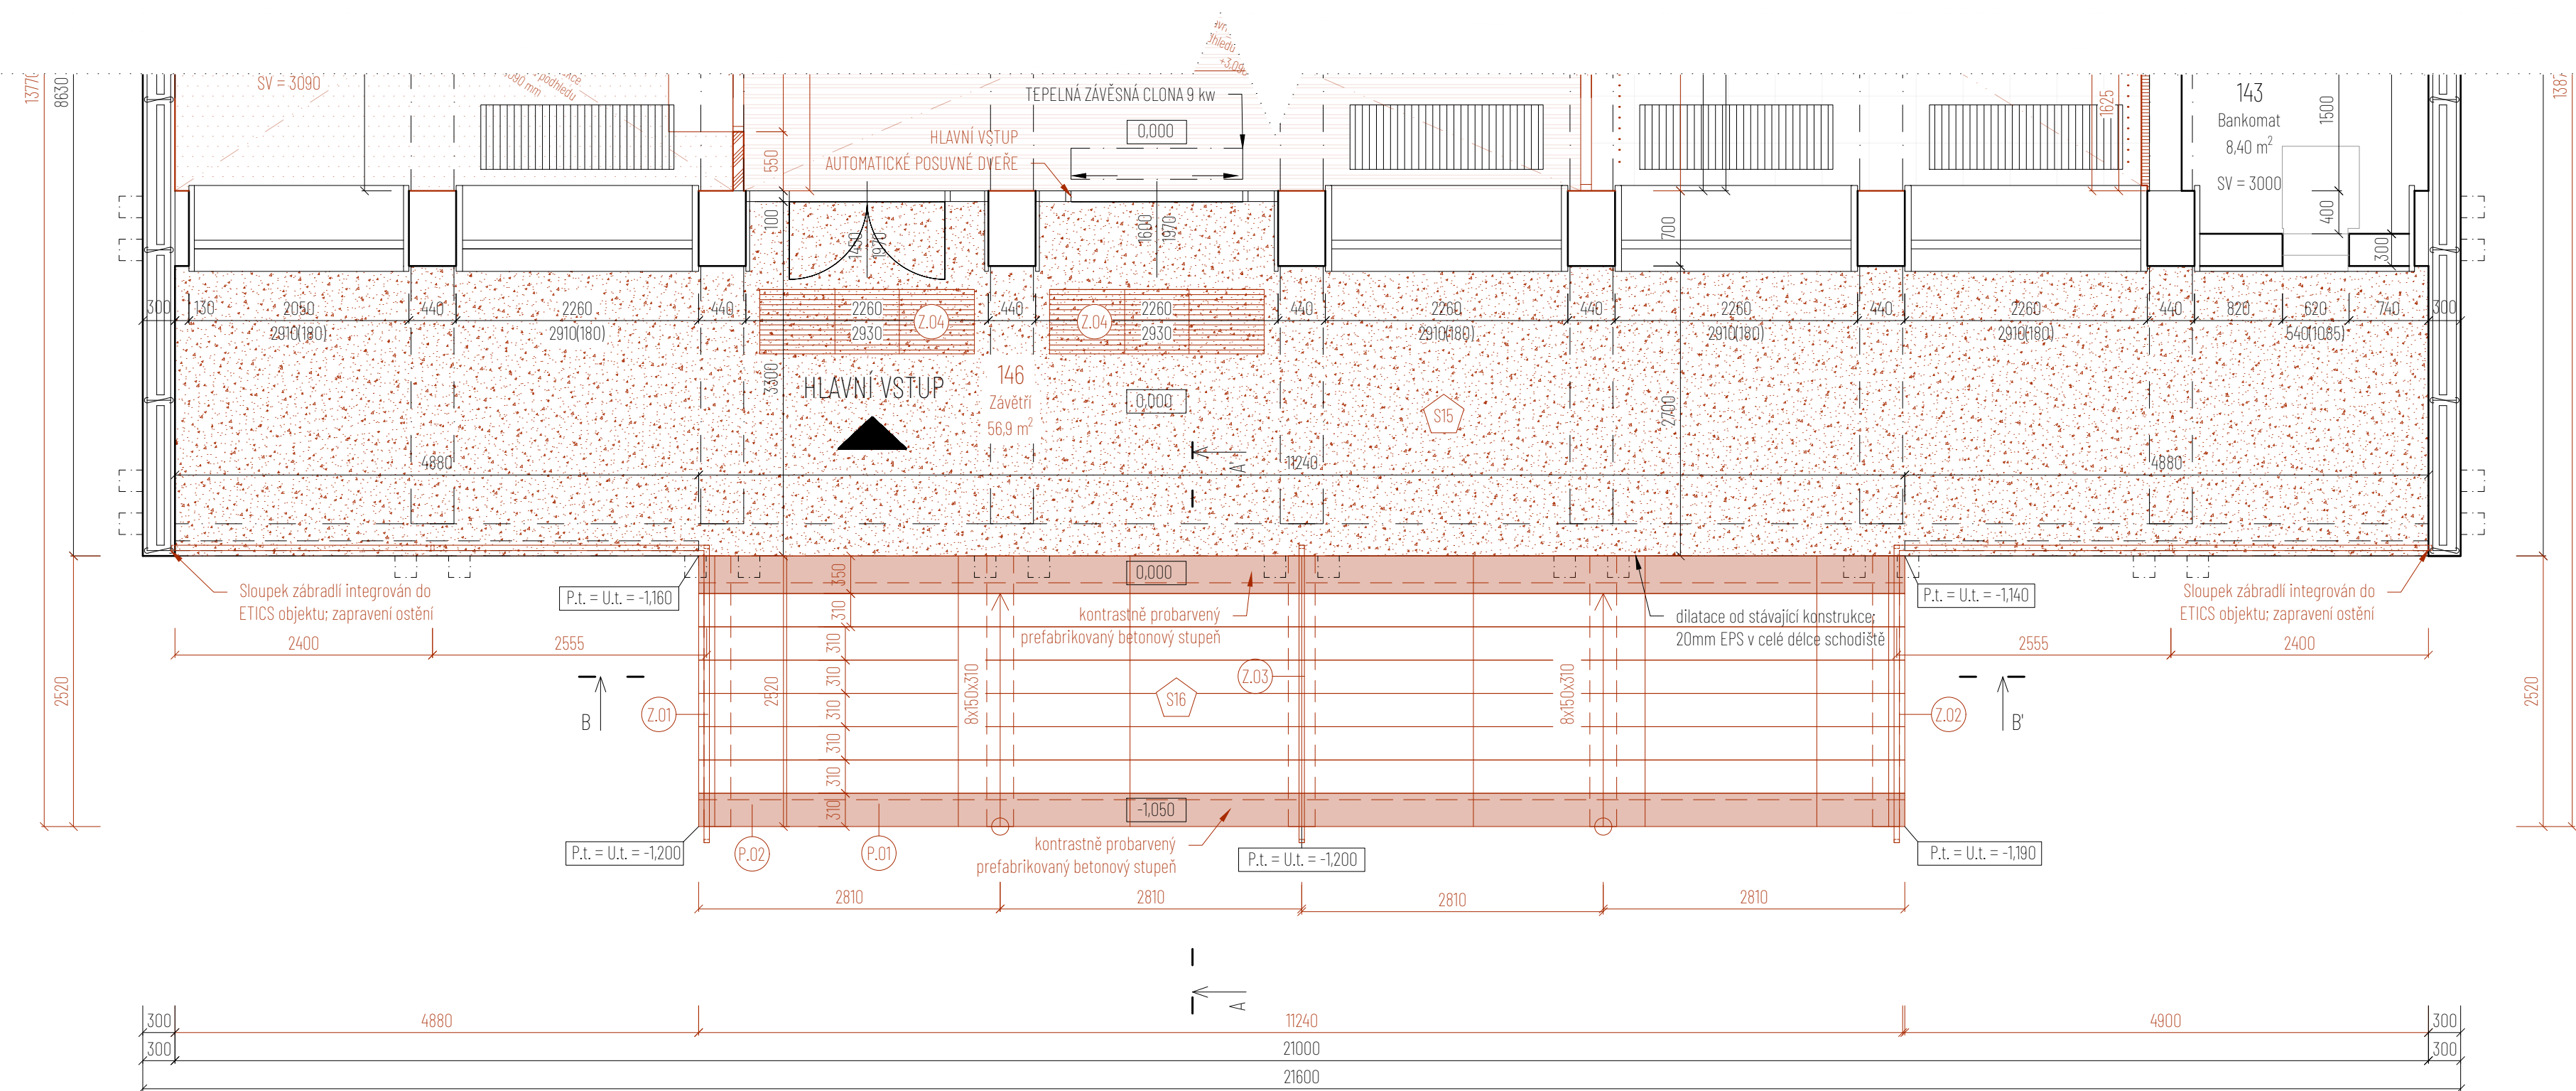 ivní =
+3,090
13770
8630
SV = 3090
podhledu
TEPELNÁ ZÁVĚSNÁ CLONA 9 kw
0,000
HLAVNÍ VSTUP
AUTOMATICKÉ POSUVNÉ DVEŘE
550
1625
143
Bankomat
8,40 m²
SV = 3000
1500
400
300
100
1450
1970
1600
1970
700
300
130
2050
2910(180)
440
2260
2910(180)
440
2260
2930
Z.04
440
Z.04
2260
2930
440
2260
2910(180)
440
2260
2910(180)
440
2260
2910(180)
440
820
620
540(1085)
740
300
3300
HLAVNÍ VSTUP
146
Závětří
56,9 m²
0,000
S15
2700
4880
A
11240
4880
Sloupek zábradlí integrován do
ETICS objektu; zapravení ostění
P.t. = Ú.t. = -1,160
350
0,000
kontrastně probarvený
prefabrikovaný betonový stupeň
dilatace od stávající konstrukce;
20mm EPS v celé délce schodiště
P.t. = Ú.t. = -1,140
Sloupek zábradlí integrován do
ETICS objektu; zapravení ostění
2400
2555
2555
2400
310
310
310
310
310
310
310
2520
2520
8x150x310
S16
Z.03
8x150x310
2520
B
Z.01
Z.02
B'
-1,050
P.t. = Ú.t. = -1,200
P.02
P.01
kontrastně probarvený
prefabrikovaný betonový stupeň
P.t. = Ú.t. = -1,200
P.t. = Ú.t. = -1,190
2810
2810
2810
2810
A
300
4880
11240
4900
300
300
21000
300
21600